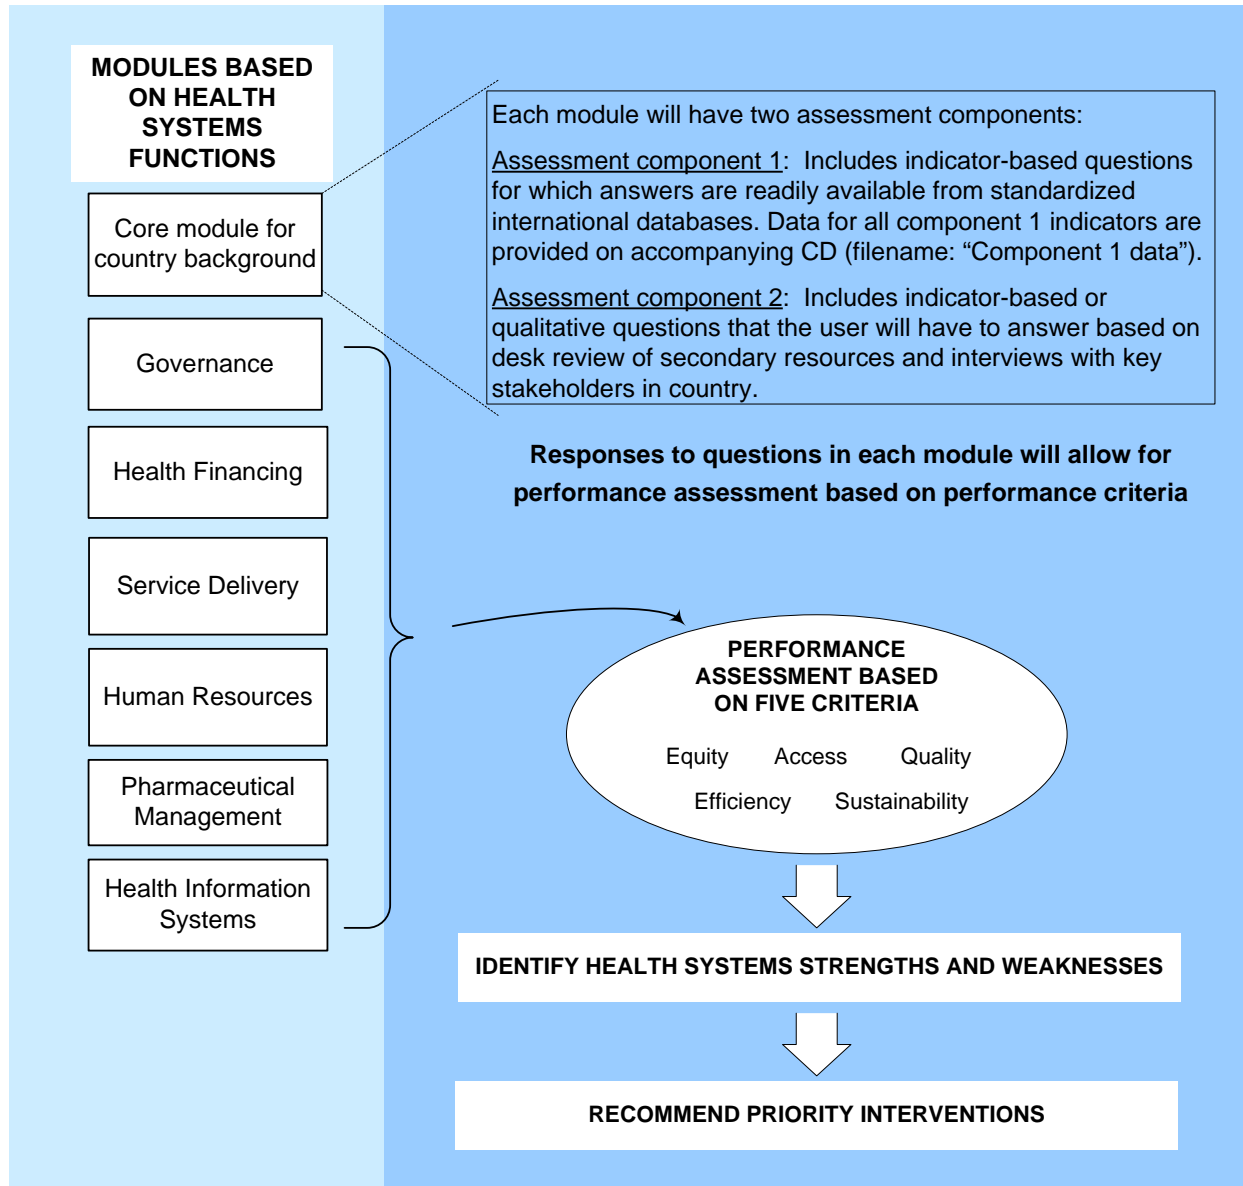 MODULES BASED
ON HEALTH
SYSTEMS
FUNCTIONS
Core module for
country background
Governance
Health Financing
Service Delivery
Human Resources
Pharmaceutical
Management
Health Information
Systems
Each module will have two assessment components:
Assessment component 1:  Includes indicator-based questions
for which answers are readily available from standardized
international databases. Data for all component 1 indicators are
provided on accompanying CD (filename: “Component 1 data”).
Assessment component 2:  Includes indicator-based or
qualitative questions that the user will have to answer based on
desk review of secondary resources and interviews with key
stakeholders in country.
Responses to questions in each module will allow for
performance assessment based on performance criteria
PERFORMANCE
ASSESSMENT BASED
ON FIVE CRITERIA
Equity Access Quality
Efficiency Sustainability
IDENTIFY HEALTH SYSTEMS STRENGTHS AND WEAKNESSES
RECOMMEND PRIORITY INTERVENTIONS